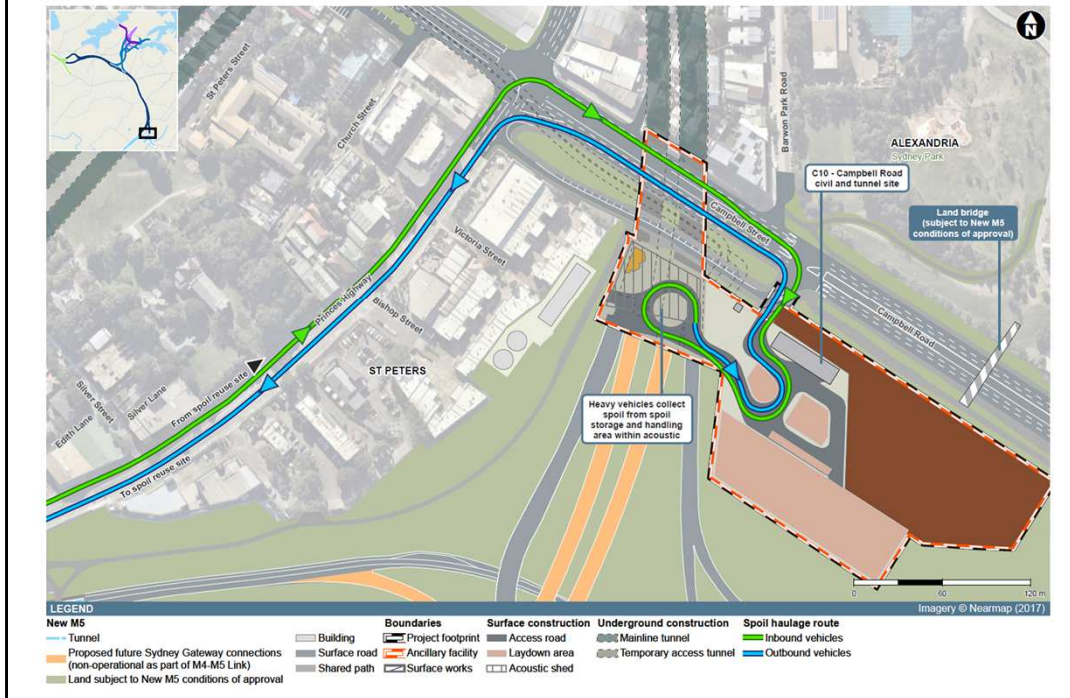 N
St Peters Street
Church Street
Barwon Park Road
ALEXANDRIA
Sydney Park
C10 - Campbell Road
civil and tunnel site
Land bridge
(subject to New M5
conditions of approval)
Campbell Street
Victoria Street
Princes Highway
Bishop Street
Campbell Road
ST PETERS
From spoil reuse site
Silver Street
Silver Lane
Edith Lane
To spoil reuse site
Heavy vehicles collect
spoil from spoil
storage and handling
area within acoustic
0
60
120 m
LEGEND
Imagery © Nearmap (2017)
New M5
Tunnel
Proposed future Sydney Gateway connections
(non-operational as part of M4-M5 Link)
Land subject to New M5 conditions of approval
Building
Surface road
Shared path
Boundaries
Project footprint
Ancillary facility
Surface works
Surface construction
Access road
Laydown area
Acoustic shed
Underground construction
Mainline tunnel
Temporary access tunnel
Spoil haulage route
Inbound vehicles
Outbound vehicles